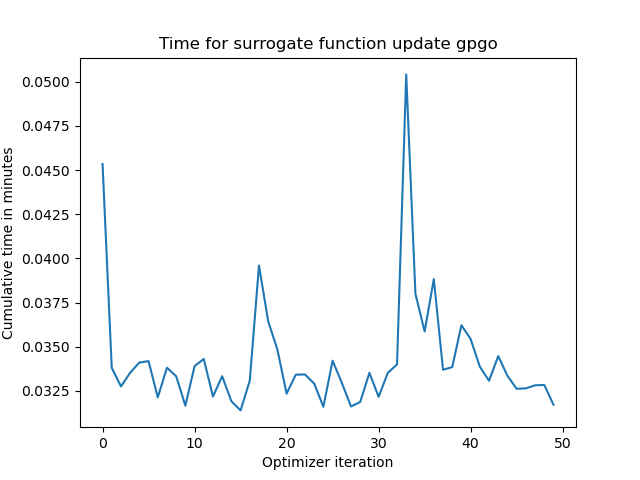 Time for surrogate function update gpgo
0.0500
0.0475
0.0450
0.0425
0.0400
0.0375
0.0350
0.0325
Cumulative time in minutes
0 10 20 30 40 50
Optimizer iteration